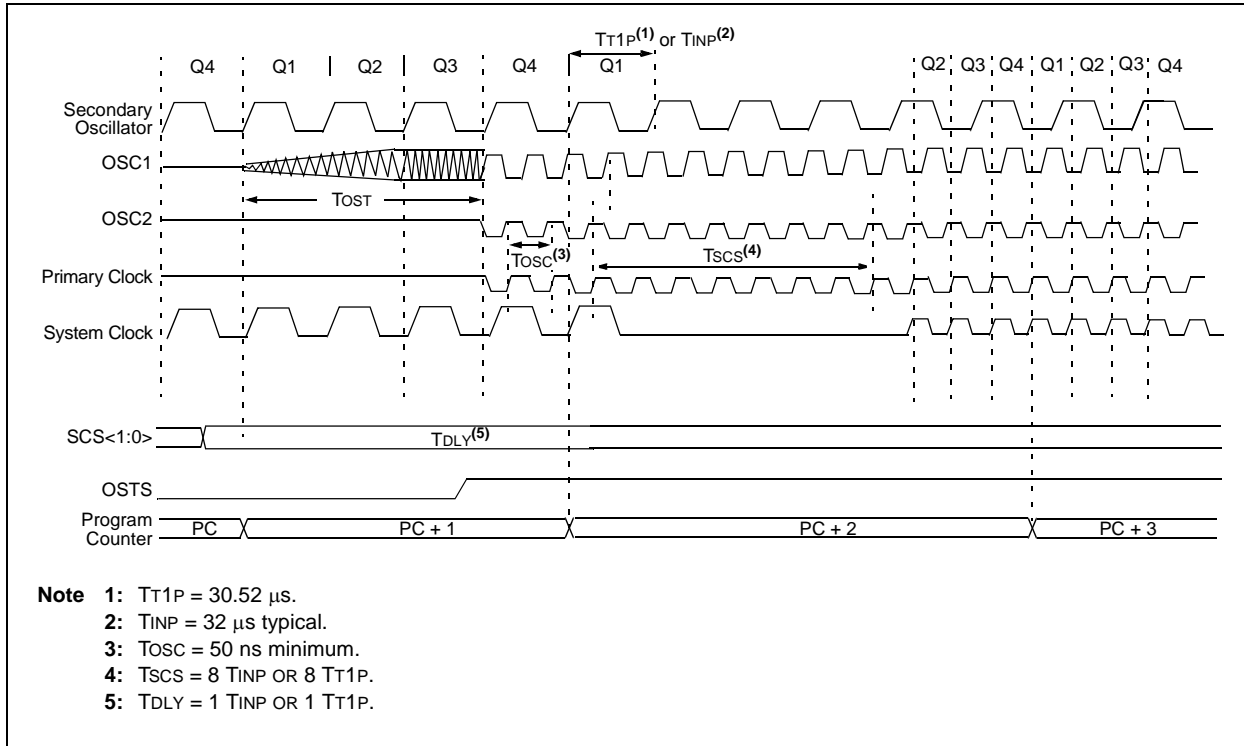 TT1P(1) or TINP(2)
Q4 Q1 Q2 Q3 Q4 Q1 Q2 Q3 Q4 Q1 Q2 Q3 Q4
Secondary
Oscillator
OSC1
TOST
OSC2
TOSC(3) TSCS(4)
Primary Clock
System Clock
SCS<1:0> TDLY(5)
OSTS
Program
Counter
PC PC + 1 PC + 2 PC + 3
Note 1: TT1P = 30.52 μs.
2: TINP = 32 μs typical.
3: TOSC = 50 ns minimum.
4: TSCS = 8 TINP OR 8 TT1P.
5: TDLY = 1 TINP OR 1 TT1P.